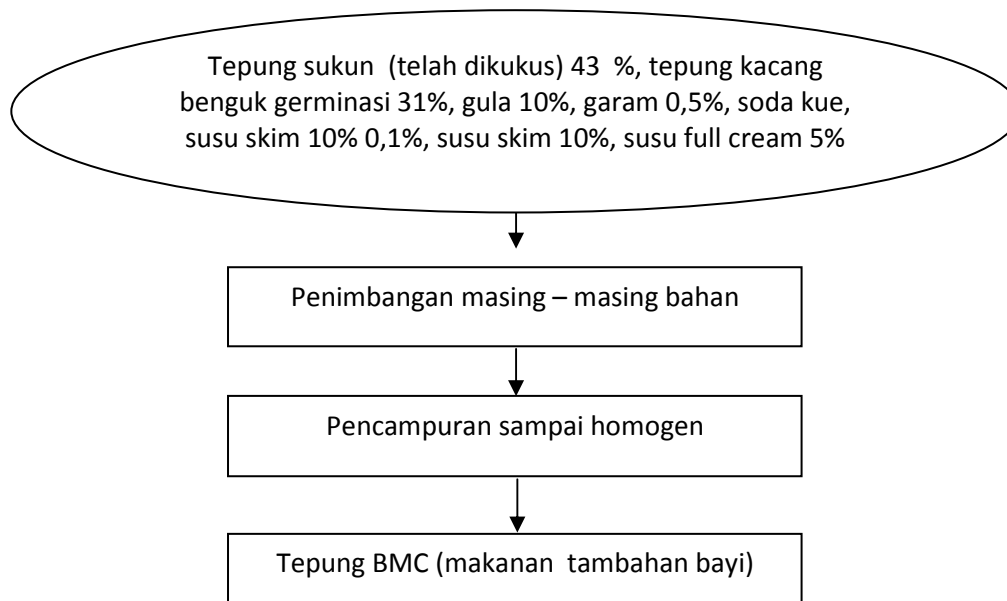 Tepung sukun (telah dikukus) 43 %, tepung kacang
benguk germinasi 31%, gula 10%, garam 0,5%, soda kue,
susu skim 10% 0,1%, susu skim 10%, susu full cream 5%
Penimbangan masing – masing bahan
Pencampuran sampai homogen
Tepung BMC (makanan tambahan bayi)